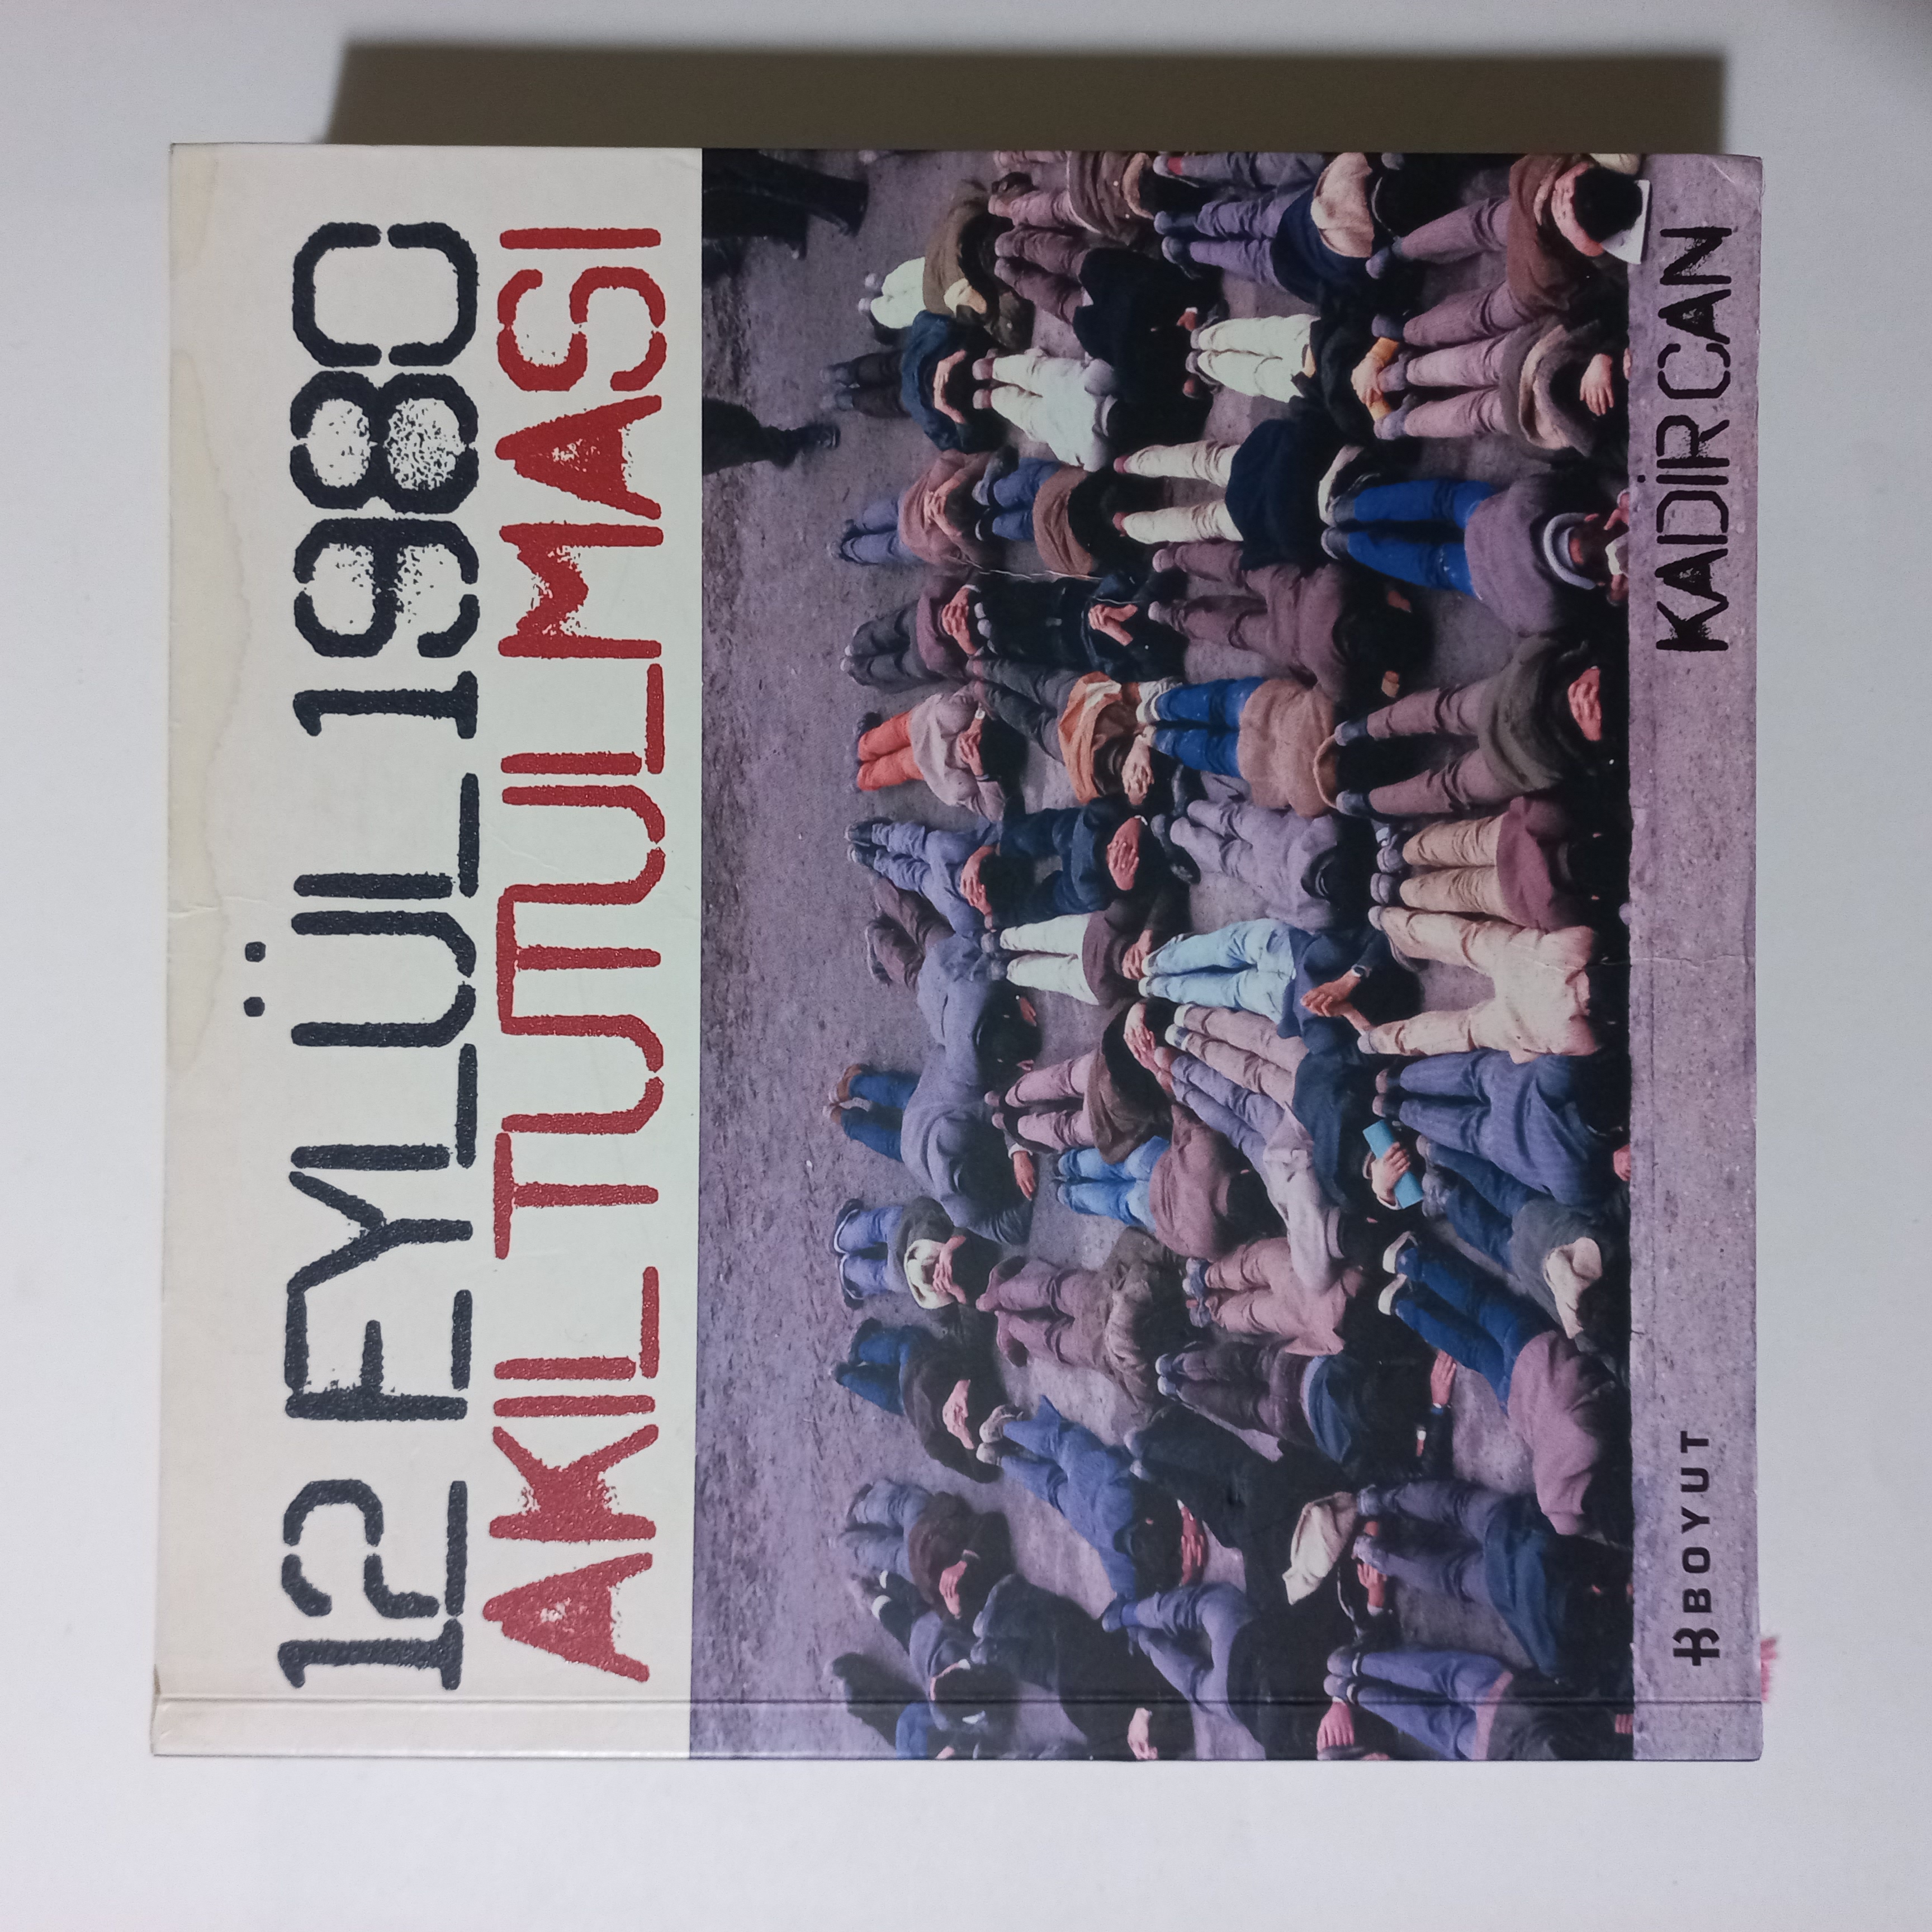 12 EYLÜL 1980
AKIL TUTULMASI
BOYUT
KADİR CAN